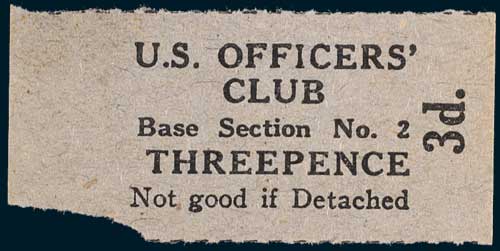 U.S. OFFICERS'
CLUB
Base Section No. 2
THREEPENCE
Not good if Detached
3d.